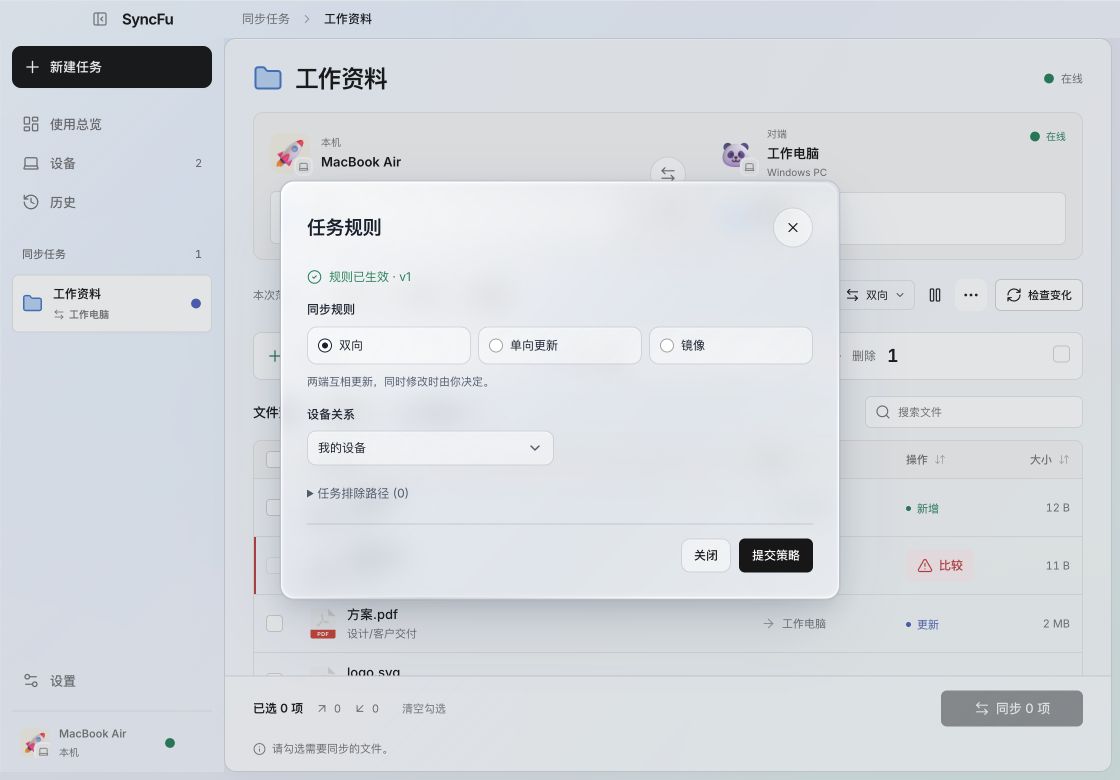 SyncFu
同步任务 > 工作资料
新建任务
使用总览
设备 2
历史
同步任务 1
工作资料
工作电脑
设置
MacBook Air
本机
工作资料
在线
本机
MacBook Air
对端
工作电脑
Windows PC
在线
本次
双向
检查变化
删除 1
文件
搜索文件
操作
大小
新增
12 B
比较
11 B
PDF
方案.pdf
设计/客户交付
工作电脑
更新
2 MB
logo.svg
已选 0 项 0 0 清空勾选
请勾选需要同步的文件。
同步 0 项
任务规则
规则已生效 · v1
同步规则
双向
单向更新
镜像
两端互相更新，同时修改时由你决定。
设备关系
我的设备
任务排除路径 (0)
关闭
提交策略